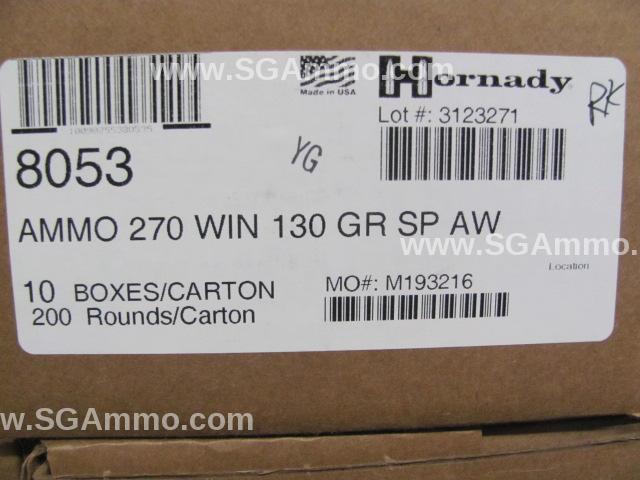 www.SGAmmo.com
Made in USA
Hornady
Lot #: 3123271
RK
YG
8053
AMMO 270 WIN 130 GR SP AW
www.SGAmmo.
Location
10 BOXES/CARTON
200 Rounds/Carton
MO#: M193216
w.SGAmmo.com
www.SGAmmo.com